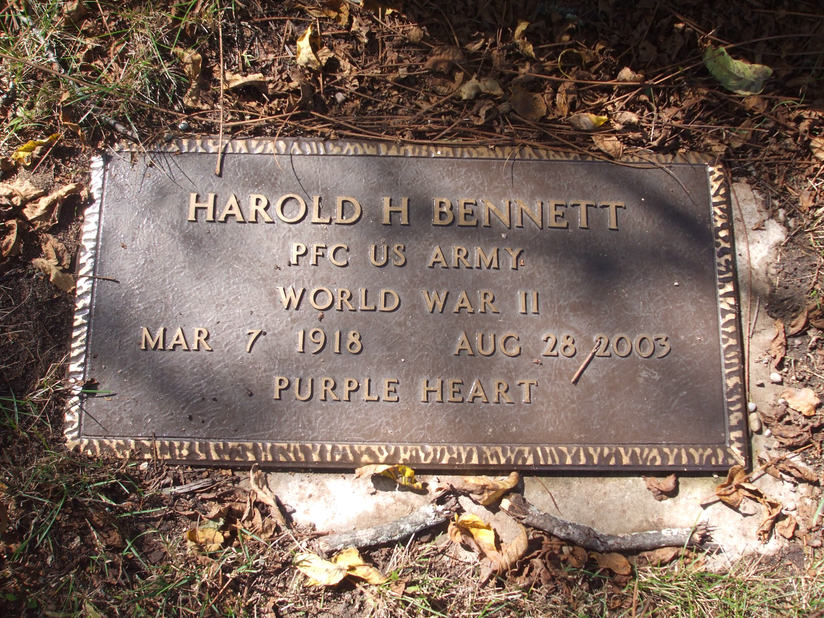 HAROLD H BENNETT
PFC US ARMY
WORLD WAR II
MAR 7 1918 AUG 28 2003
PURPLE HEART